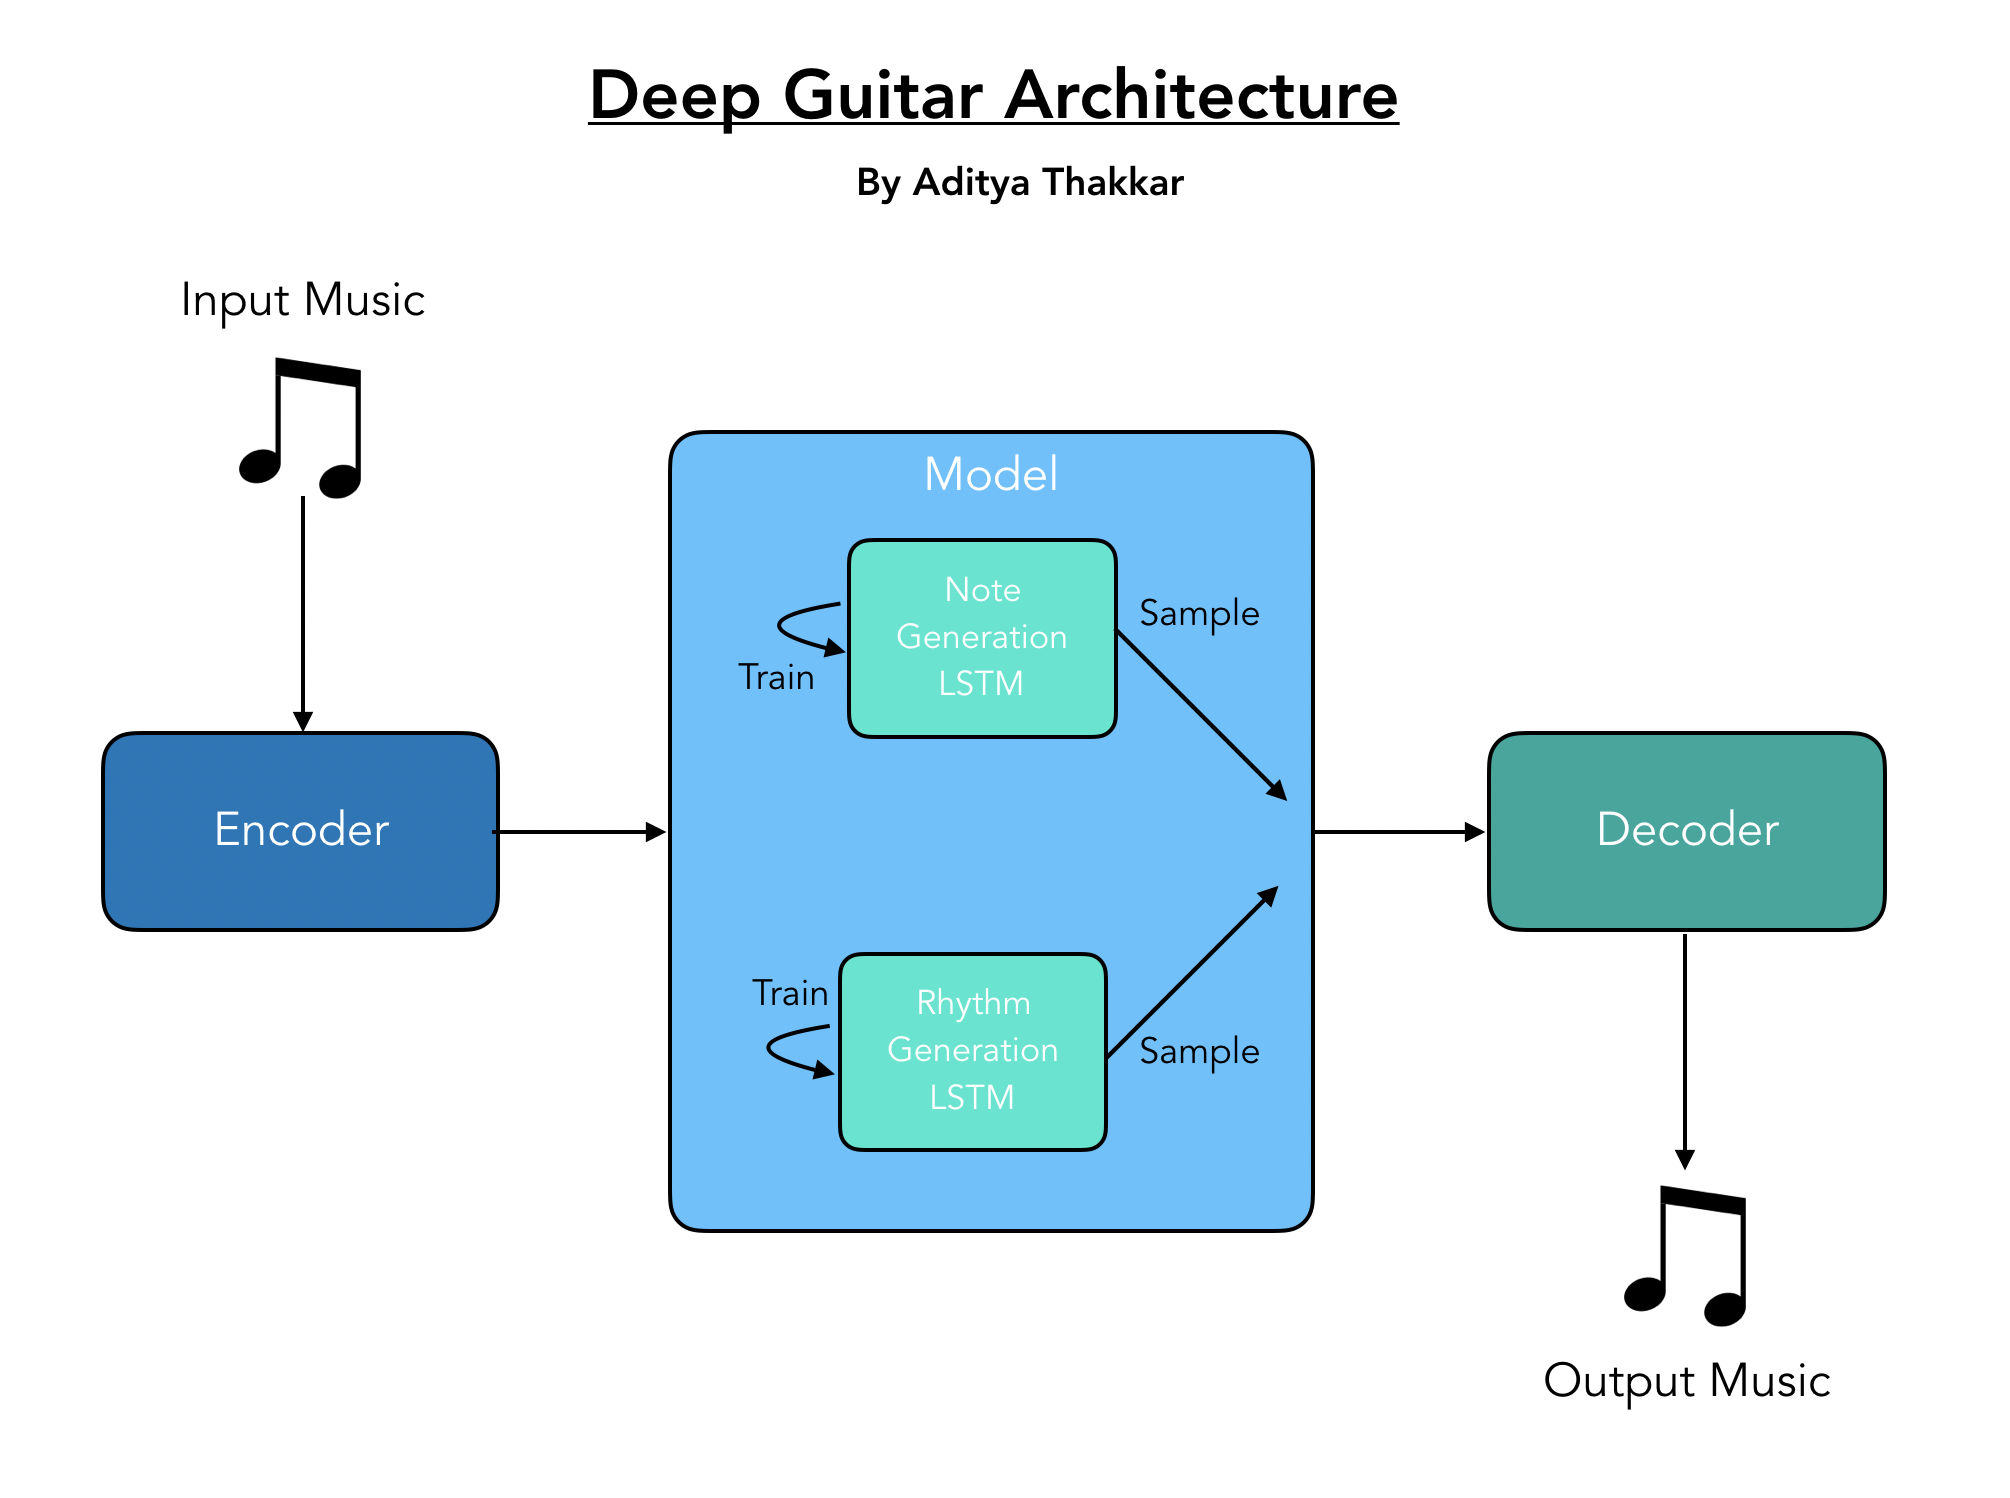 Deep Guitar Architecture
By Aditya Thakkar
Input Music
Model
Note
Generation
LSTM
Sample
Train
Encoder
Decoder
Train
Rhythm
Generation
LSTM
Sample
Output Music